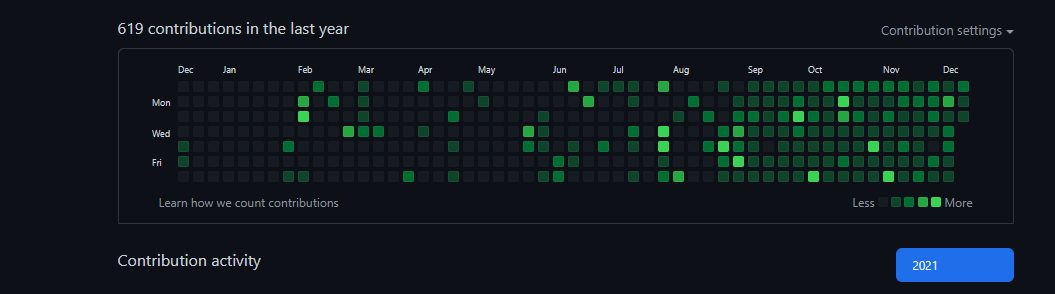 619 contributions in the last year
Contribution settings
Dec Jan Feb Mar Apr May Jun Jul Aug Sep Oct Nov Dec
Mon
Wed
Fri
Learn how we count contributions
Less More
Contribution activity
2021